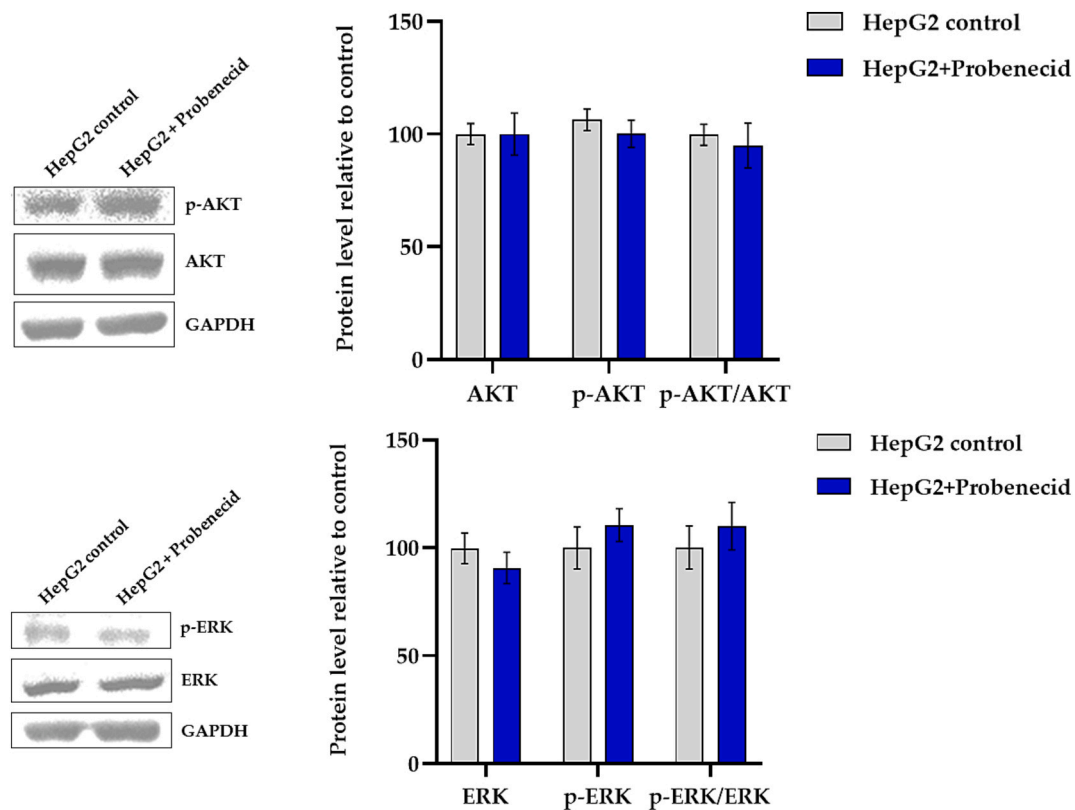 HepG2 control
HepG2+Probenecid
p-AKT
AKT
GAPDH
Protein level relative to control
150
100
50
0
AKT
p-AKT
p-AKT/AKT
HepG2 control
HepG2+Probenecid
HepG2 control
HepG2+Probenecid
p-ERK
ERK
GAPDH
Protein level relative to control
150
100
50
0
ERK
p-ERK
p-ERK/ERK
HepG2 control
HepG2+Probenecid